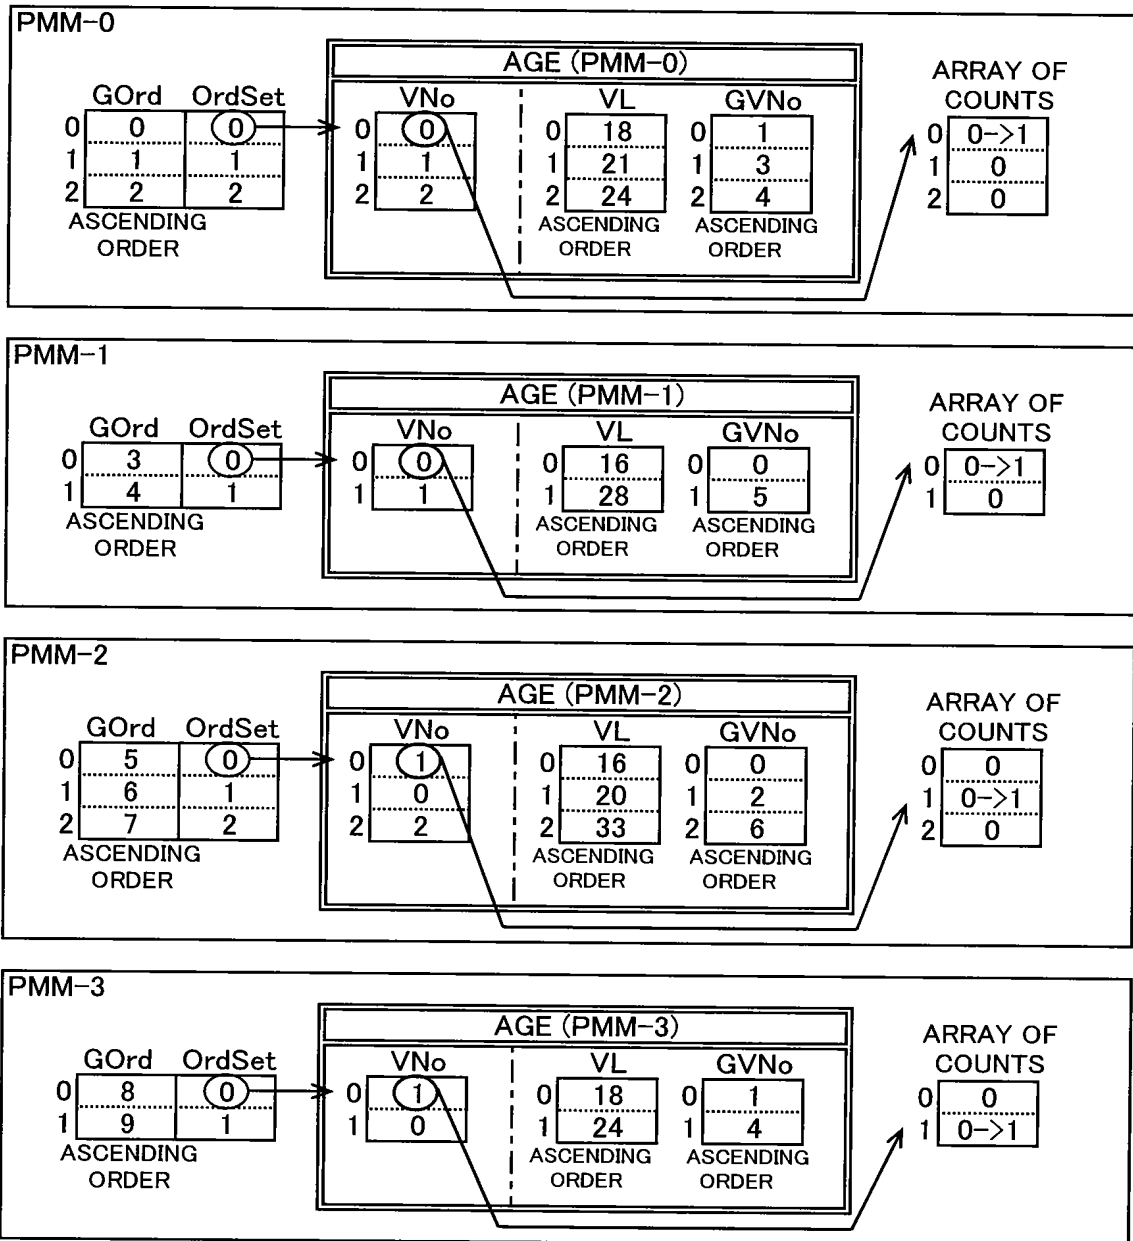 PMM-0
AGE (PMM-0)
ARRAY OF
COUNTS
GOrd OrdSet VNo VL GVNo
0 0 0 0 0 0 18 0 1 0 0->1
1 1 1 1 1 1 21 1 3 1 0
2 2 2 2 2 2 24 2 4 2 0
ASCENDING ORDER ASCENDING ORDER ASCENDING ORDER
PMM-1
AGE (PMM-1)
ARRAY OF
COUNTS
GOrd OrdSet VNo VL GVNo
0 3 0 0 0 0 16 0 0 0 0->1
1 4 1 1 1 1 28 1 5 1 0
ASCENDING ORDER ASCENDING ORDER ASCENDING ORDER
PMM-2
AGE (PMM-2)
ARRAY OF
COUNTS
GOrd OrdSet VNo VL GVNo
0 5 0 0 1 0 16 0 0 0 0
1 6 1 1 0 1 20 1 2 1 0->1
2 7 2 2 2 2 33 2 6 2 0
ASCENDING ORDER ASCENDING ORDER ASCENDING ORDER
PMM-3
AGE (PMM-3)
ARRAY OF
COUNTS
GOrd OrdSet VNo VL GVNo
0 8 0 0 1 0 18 0 1 0 0
1 9 1 1 0 1 24 1 4 1 0->1
ASCENDING ORDER ASCENDING ORDER ASCENDING ORDER